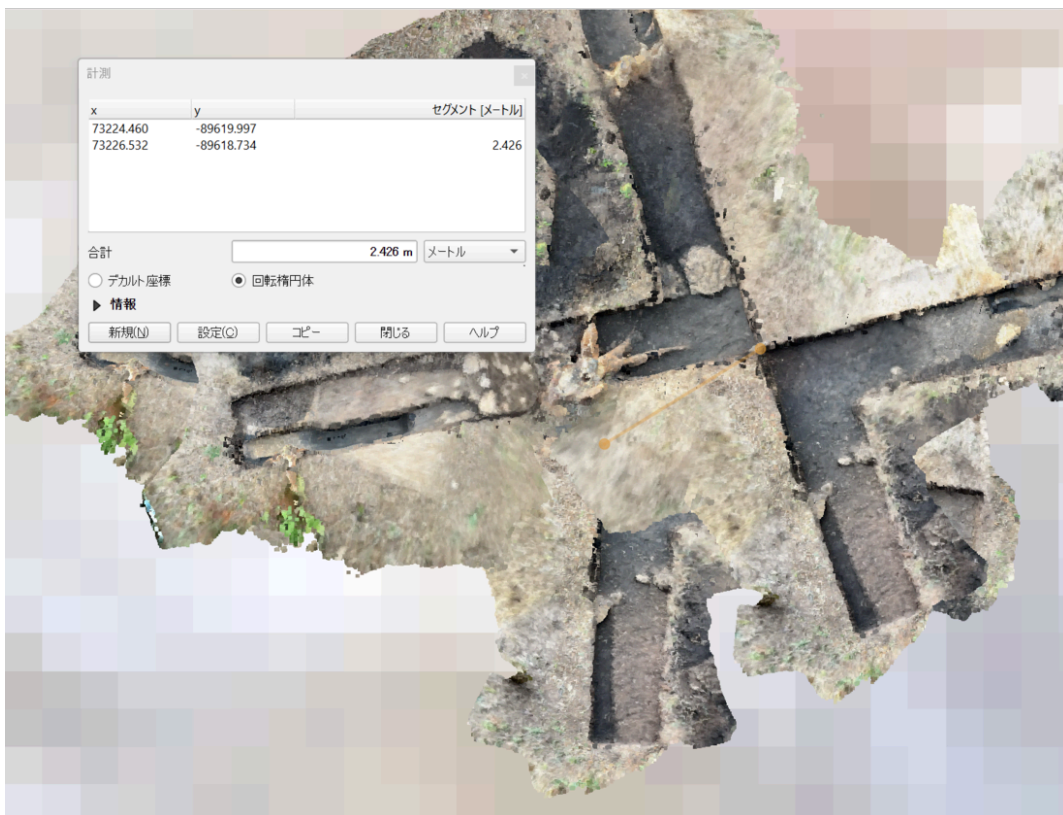 計測
x y セグメント [メートル]
73224.460 -89619.997
73226.532 -89618.734 2.426
合計 2.426 m メートル
デカルト座標 回転楕円体
情報
新規(N) 設定(C) コピー 閉じる ヘルプ